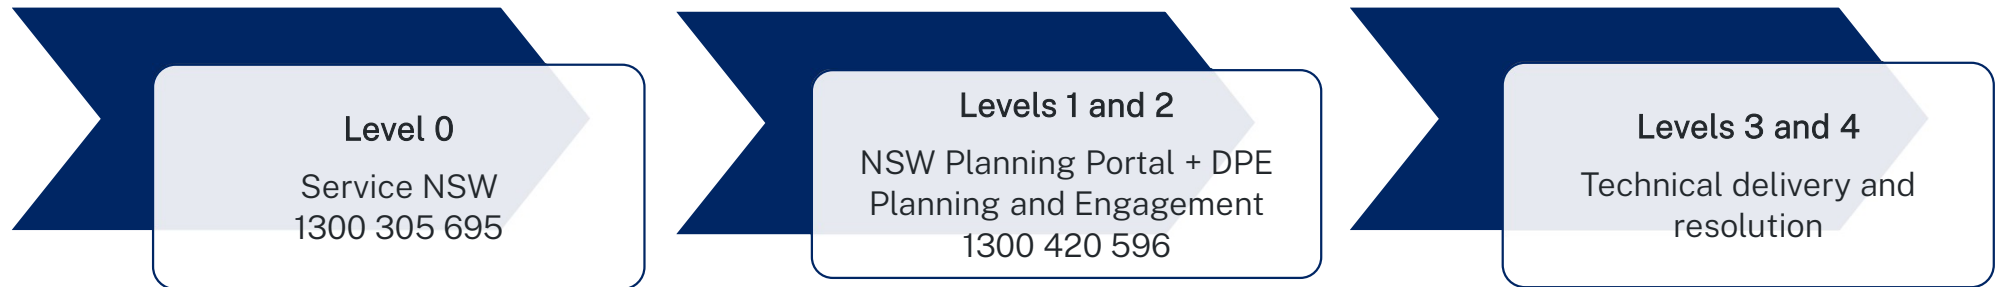 Level 0
Service NSW
1300 305 695
Levels 1 and 2
NSW Planning Portal + DPE
Planning and Engagement
1300 420 596
Levels 3 and 4
Technical delivery and
resolution